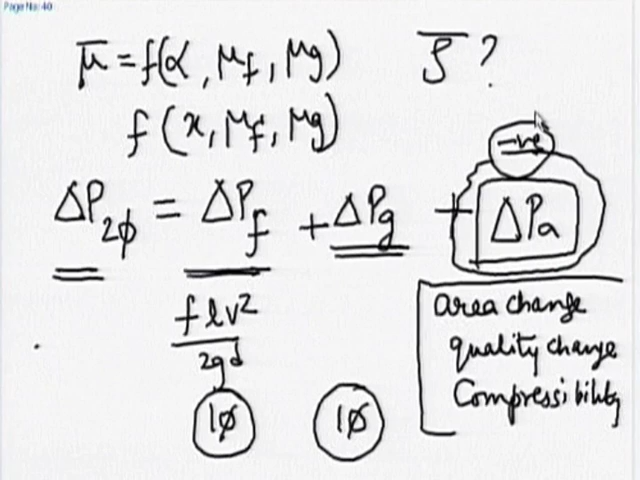 Page No: 40
μ̄ = f(α, μf, μg)   ρ̄ ?
f (x, μf, μg)
-ve
ΔP2φ = ΔPf + ΔPg + ΔPa
f l v²
2gd
1φ 1φ
area change
quality change
Compressibility